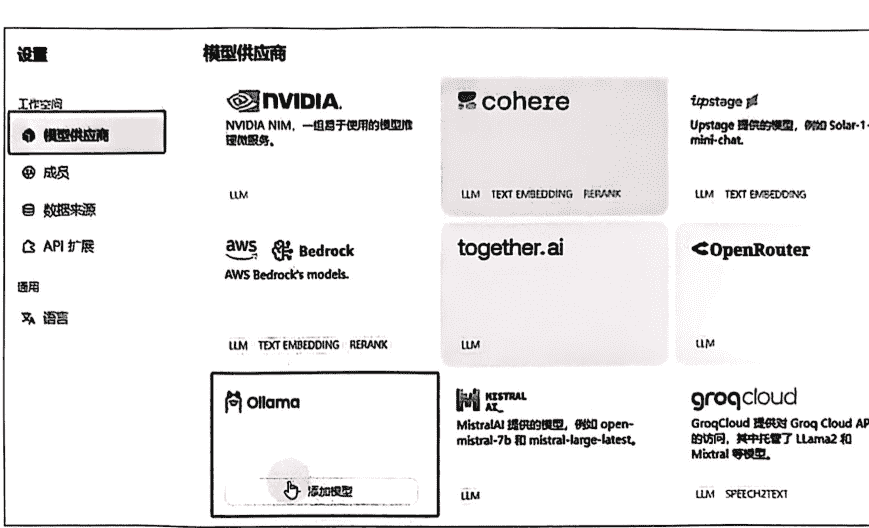 设置
模型供应商
工作空间
模型供应商
成员
数据来源
API 扩展
通用
语言
NVIDIA.
NVIDIA NIM，一组易于使用的模型推
理微服务。
LLM
cohere
LLM TEXT EMBEDDING RERANK
upstage
Upstage 提供的模型，例如 Solar-1-
mini-chat.
LLM TEXT EMBEDDING
aws Bedrock
AWS Bedrock's models.
LLM TEXT EMBEDDING RERANK
together.ai
LLM
OpenRouter
LLM
Ollama
添加模型
MISTRAL
AI_
MistralAI 提供的模型，例如 open-
mistral-7b 和 mistral-large-latest。
LLM
groqcloud
GroqCloud 提供对 Groq Cloud AP
的访问，其中托管了 LLama2 和
Mixtral 等模型。
LLM SPEECH2TEXT